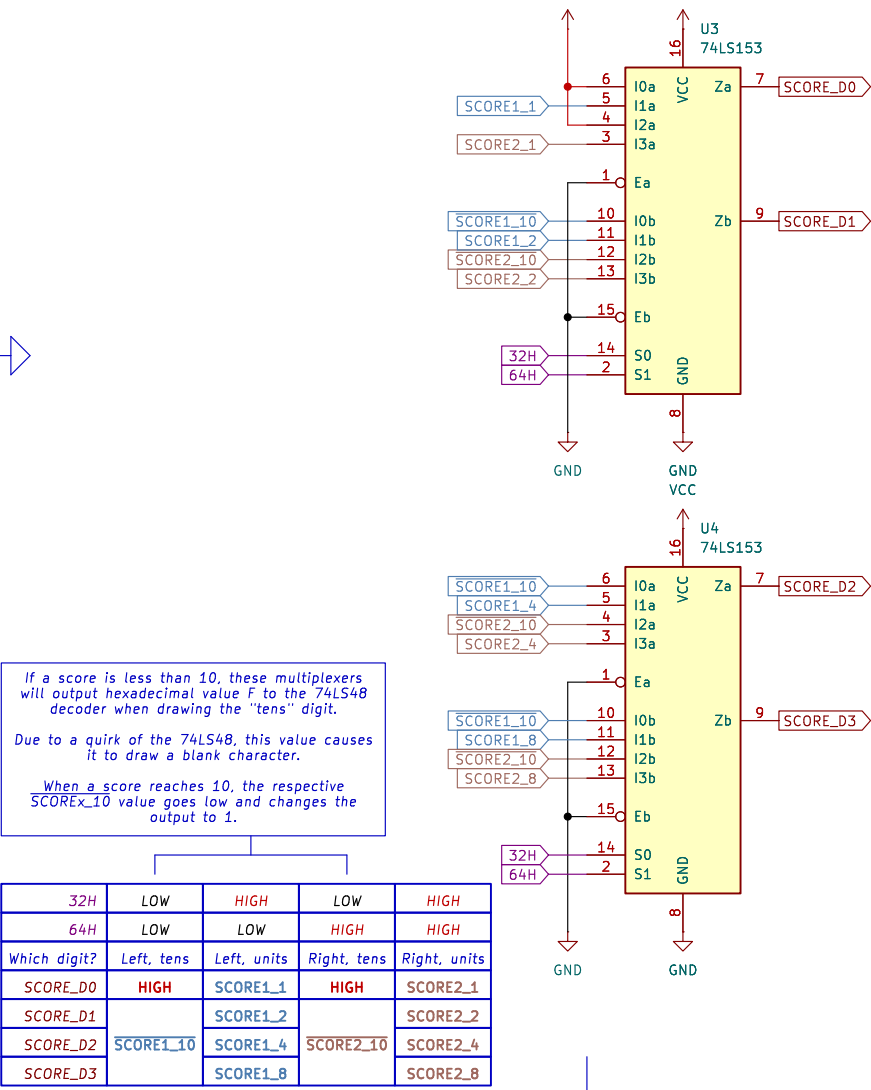 U3
74LS153
16
VCC
6 I0a Za 7 SCORE_D0
SCORE1_1 5 I1a
4 I2a
SCORE2_1 3 I3a
1 Ea
SCORE1_10 10 I0b Zb 9 SCORE_D1
SCORE1_2 11 I1b
SCORE2_10 12 I2b
SCORE2_2 13 I3b
15 Eb
32H 14 S0
64H 2 S1
GND
8
GND GND
VCC
U4
74LS153
16
VCC
SCORE1_10 6 I0a Za 7 SCORE_D2
SCORE1_4 5 I1a
SCORE2_10 4 I2a
SCORE2_4 3 I3a
1 Ea
SCORE1_10 10 I0b Zb 9 SCORE_D3
SCORE1_8 11 I1b
SCORE2_10 12 I2b
SCORE2_8 13 I3b
15 Eb
32H 14 S0
64H 2 S1
GND
8
GND GND
If a score is less than 10, these multiplexers
will output hexadecimal value F to the 74LS48
decoder when drawing the "tens" digit.
Due to a quirk of the 74LS48, this value causes
it to draw a blank character.
When a score reaches 10, the respective
SCOREx_10 value goes low and changes the
output to 1.
32H LOW HIGH LOW HIGH
64H LOW LOW HIGH HIGH
Which digit? Left, tens Left, units Right, tens Right, units
SCORE_D0 HIGH SCORE1_1 HIGH SCORE2_1
SCORE_D1 SCORE1_2 SCORE2_2
SCORE_D2 SCORE1_10 SCORE1_4 SCORE2_10 SCORE2_4
SCORE_D3 SCORE1_8 SCORE2_8